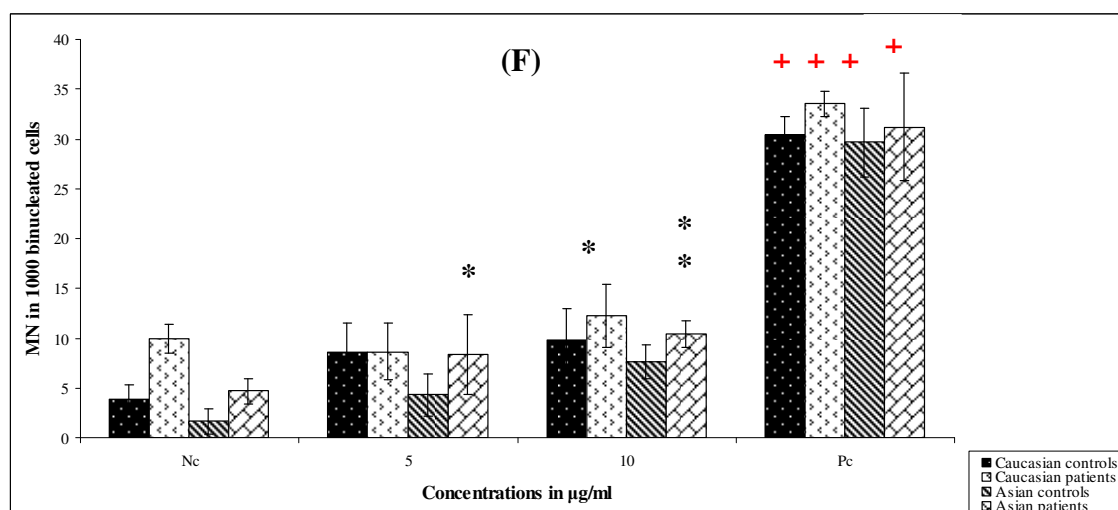 (F)
MN in 1000 binucleated cells
40
35
30
25
20
15
10
5
0
+ + + +
*
*
*
*
Nc 5 10 Pc
Concentrations in µg/ml
Caucasian controls
Caucasian patients
Asian controls
Asian patients